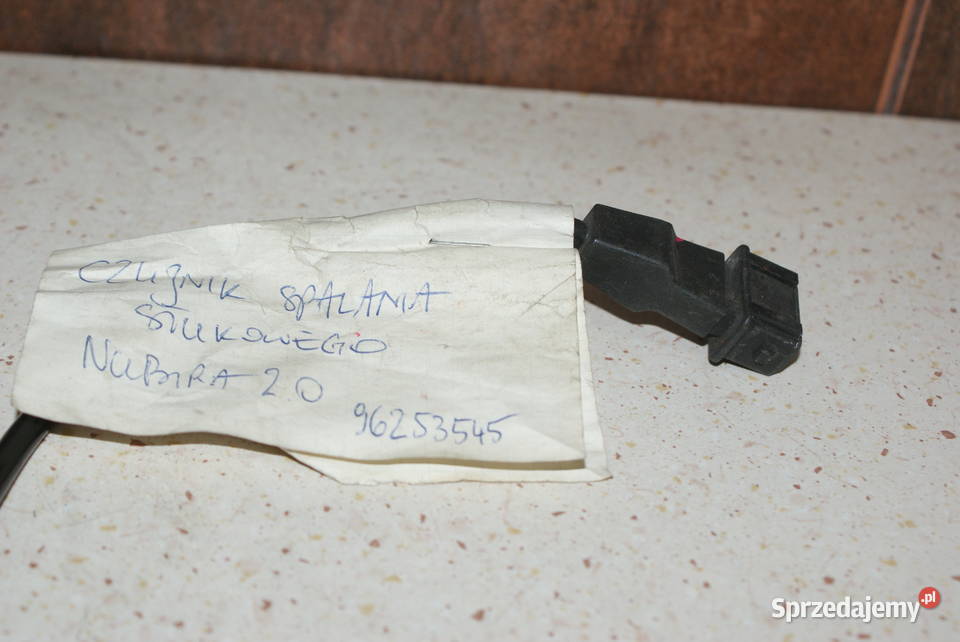 CZUJNIK SPALANIA
STUKOWEGO
NUBIRA 2 0
96253545
Sprzedajemy.pl